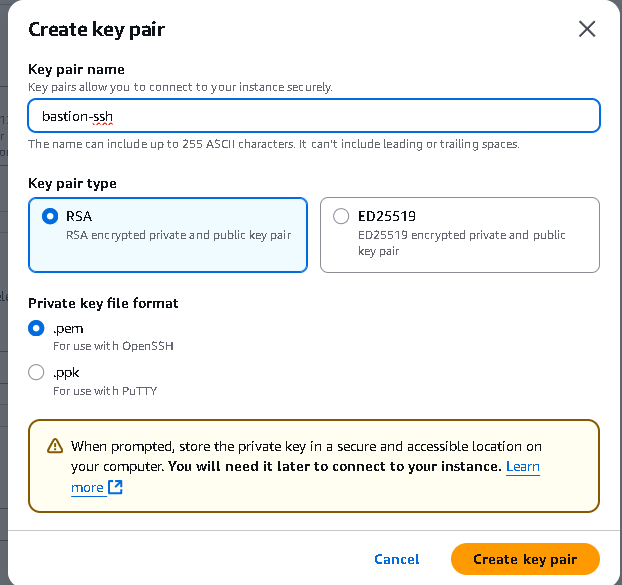 Create key pair
Key pair name
Key pairs allow you to connect to your instance securely.
bastion-ssh
The name can include up to 255 ASCII characters. It can't include leading or trailing spaces.
Key pair type
RSA
RSA encrypted private and public key pair
ED25519
ED25519 encrypted private and public
key pair
Private key file format
.pem
For use with OpenSSH
.ppk
For use with PuTTY
When prompted, store the private key in a secure and accessible location on
your computer. You will need it later to connect to your instance. Learn
more
Cancel
Create key pair